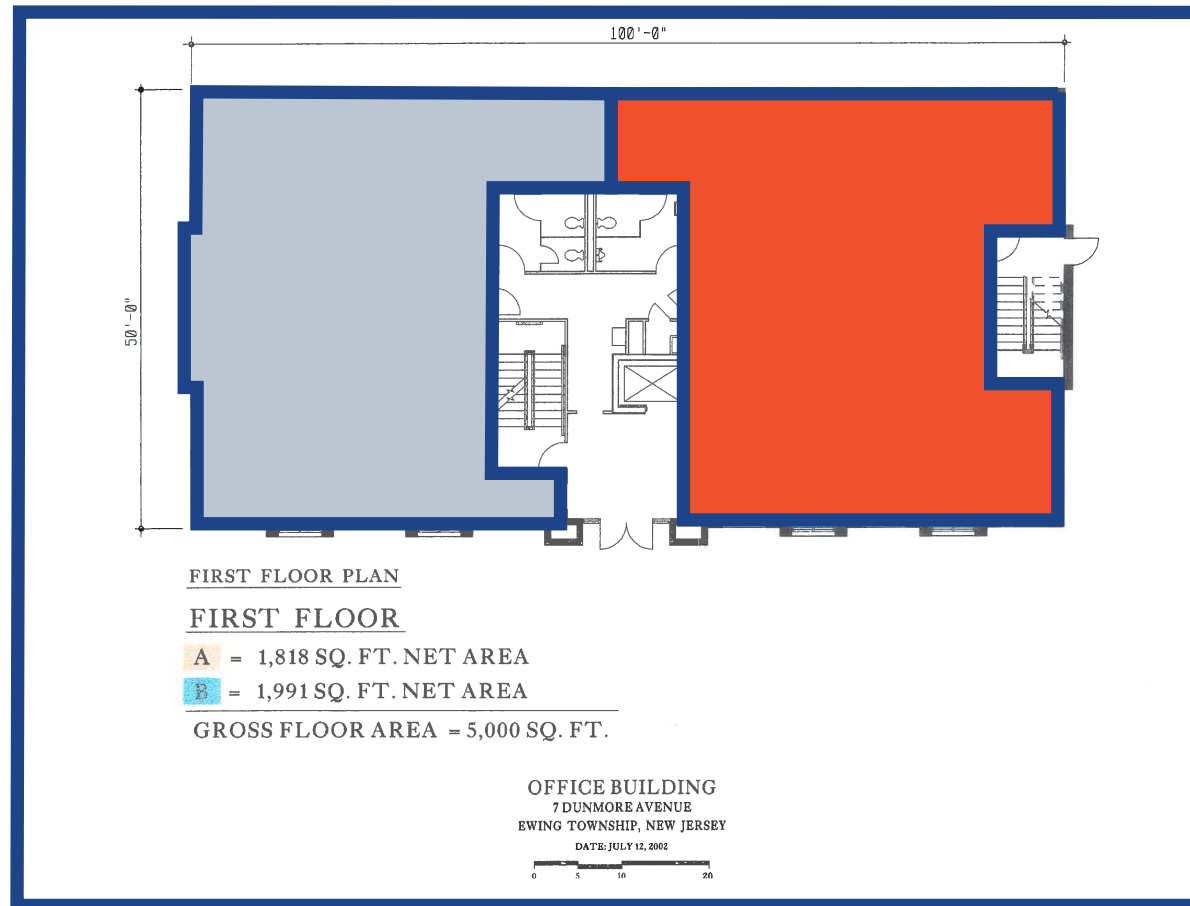 100'-0"
50'-0"
FIRST FLOOR PLAN
FIRST FLOOR
A = 1,818 SQ. FT. NET AREA
B = 1,991 SQ. FT. NET AREA
GROSS FLOOR AREA = 5,000 SQ. FT.
OFFICE BUILDING
7 DUNMORE AVENUE
EWING TOWNSHIP, NEW JERSEY
DATE: JULY 12, 2002
0 5 10 20